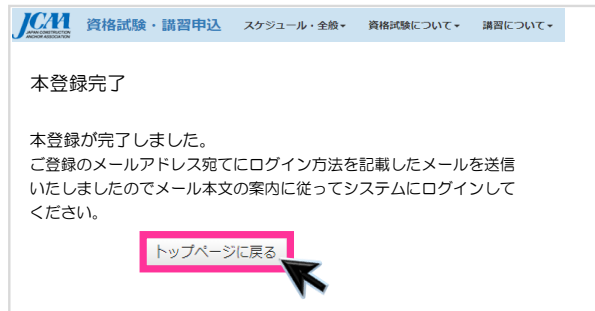 JCAA 資格試験・講習申込 スケジュール・全般▾ 資格試験について▾ 講習について▾
JAPAN CONSTRUCTION
ANCHOR ASSOCIATION
本登録完了
本登録が完了しました。
ご登録のメールアドレス宛てにログイン方法を記載したメールを送信
いたしましたのでメール本文の案内に従ってシステムにログインして
ください。
トップページに戻る